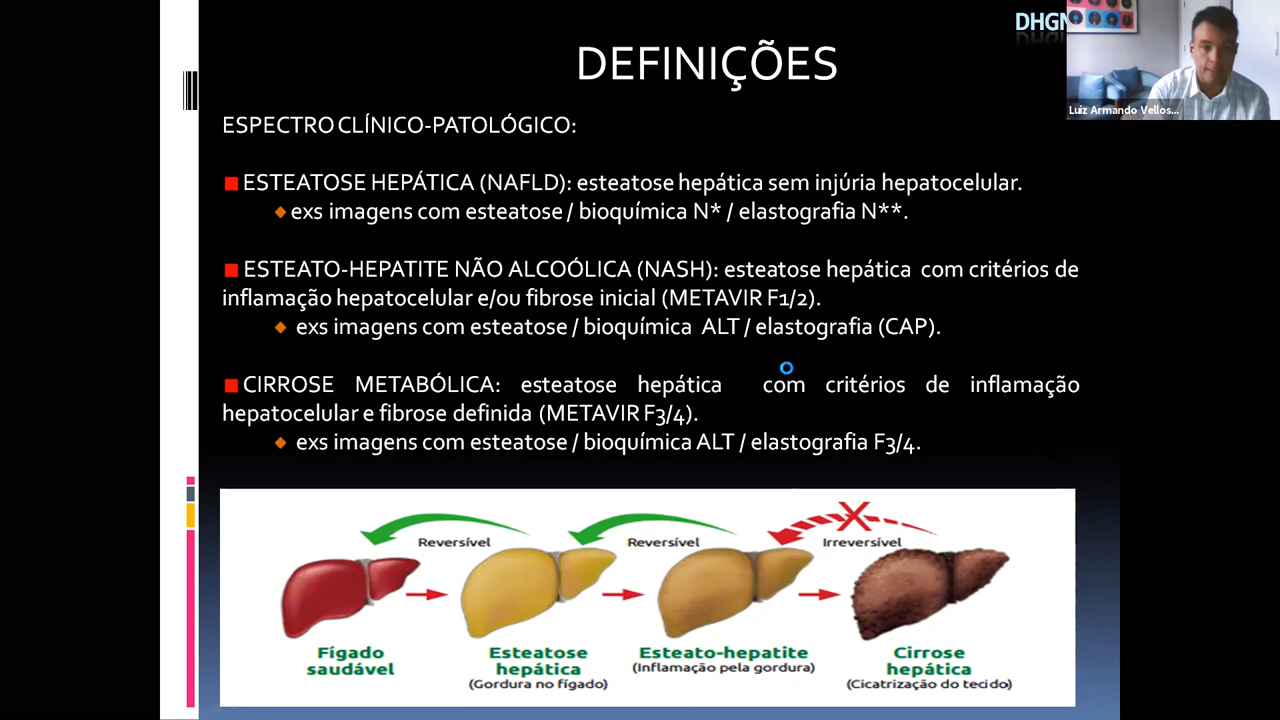 DHGN
DEFINIÇÕES
Luiz Armando Vellos...
ESPECTRO CLÍNICO-PATOLÓGICO:
ESTEATOSE HEPÁTICA (NAFLD): esteatose hepática sem injúria hepatocelular.
exs imagens com esteatose / bioquímica N* / elastografia N**.
ESTEATO-HEPATITE NÃO ALCOÓLICA (NASH): esteatose hepática com critérios de
inflamação hepatocelular e/ou fibrose inicial (METAVIR F1/2).
exs imagens com esteatose / bioquímica ALT / elastografia (CAP).
CIRROSE METABÓLICA: esteatose hepática com critérios de inflamação
hepatocelular e fibrose definida (METAVIR F3/4).
exs imagens com esteatose / bioquímica ALT / elastografia F3/4.
Reversível Reversível Irreversível
Fígado
saudável
Esteatose
hepática
(Gordura no fígado)
Esteato-hepatite
(Inflamação pela gordura)
Cirrose
hepática
(Cicatrização do tecido)